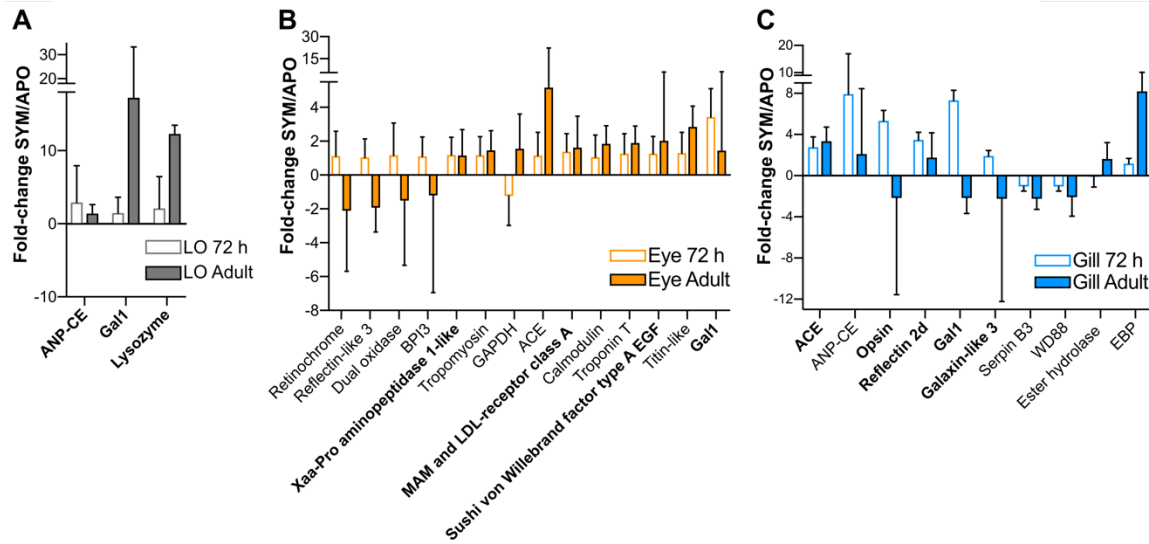 A
Fold-change SYM/APO
30
20
10
0
-10
LO 72 h
LO Adult
ANP-CE
Gal1
Lysozyme
B
Fold-change SYM/APO
30
15
4
2
0
-2
-4
-6
-8
Eye 72 h
Eye Adult
Retinochrome
Reflectin-like 3
Dual oxidase
BPI3
Xaa-Pro aminopeptidase 1-like
Tropomyosin
GAPDH
ACE
MAM and LDL-receptor class A
Calmodulin
Troponin T
Sushi von Willebrand factor type A EGF
Titin-like
Gal1
C
Fold-change SYM/APO
20
10
8
4
0
-4
-8
-12
Gill 72 h
Gill Adult
ACE
ANP-CE
Opsin
Reflectin 2d
Gal1
Galaxin-like 3
Serpin B3
WD88
Ester hydrolase
EBP